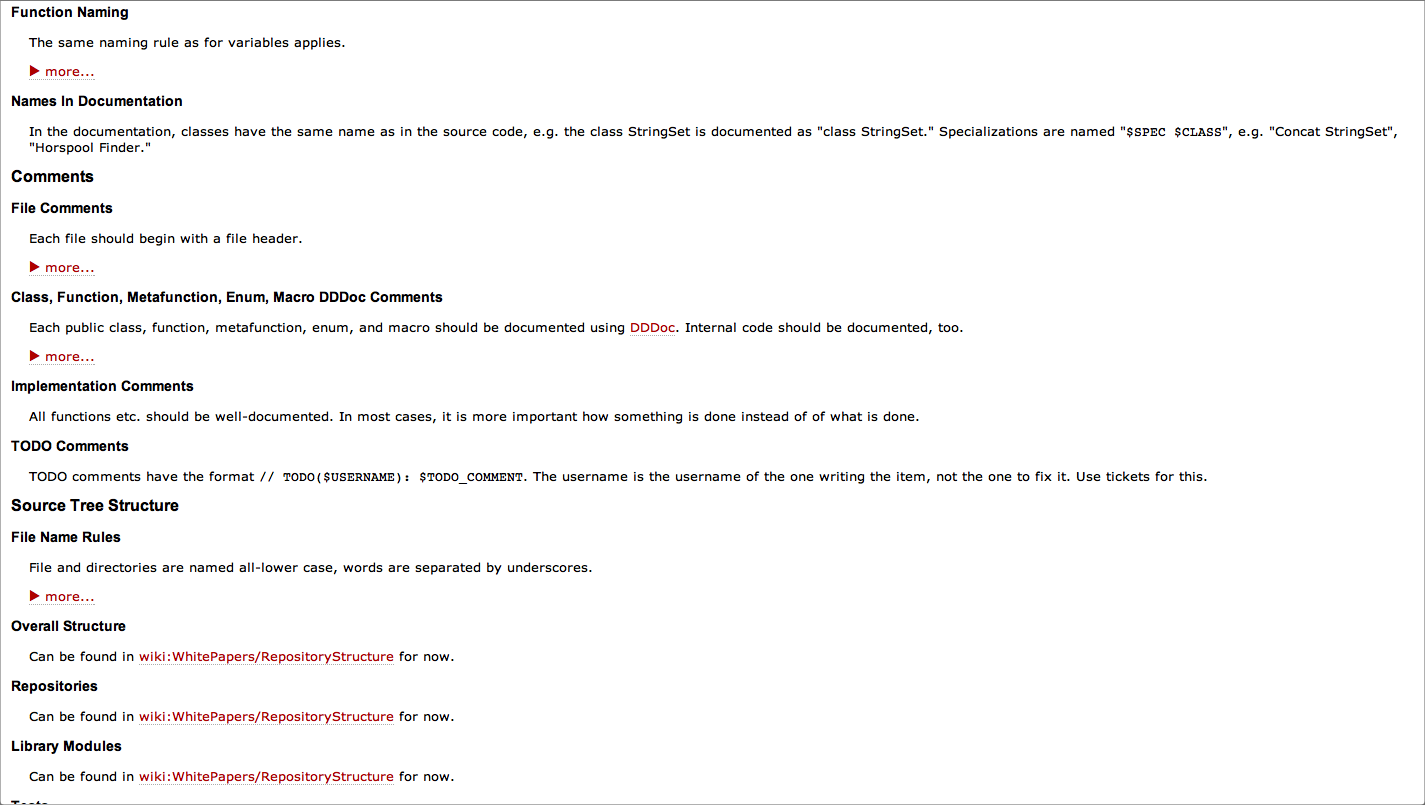 Function Naming
The same naming rule as for variables applies.
▶ more...
Names In Documentation
In the documentation, classes have the same name as in the source code, e.g. the class StringSet is documented as "class StringSet." Specializations are named "$SPEC $CLASS", e.g. "Concat StringSet",
"Horspool Finder."
Comments
File Comments
Each file should begin with a file header.
▶ more...
Class, Function, Metafunction, Enum, Macro DDDoc Comments
Each public class, function, metafunction, enum, and macro should be documented using DDDoc. Internal code should be documented, too.
▶ more...
Implementation Comments
All functions etc. should be well-documented. In most cases, it is more important how something is done instead of of what is done.
TODO Comments
TODO comments have the format // TODO($USERNAME): $TODO_COMMENT. The username is the username of the one writing the item, not the one to fix it. Use tickets for this.
Source Tree Structure
File Name Rules
File and directories are named all-lower case, words are separated by underscores.
▶ more...
Overall Structure
Can be found in wiki:WhitePapers/RepositoryStructure for now.
Repositories
Can be found in wiki:WhitePapers/RepositoryStructure for now.
Library Modules
Can be found in wiki:WhitePapers/RepositoryStructure for now.